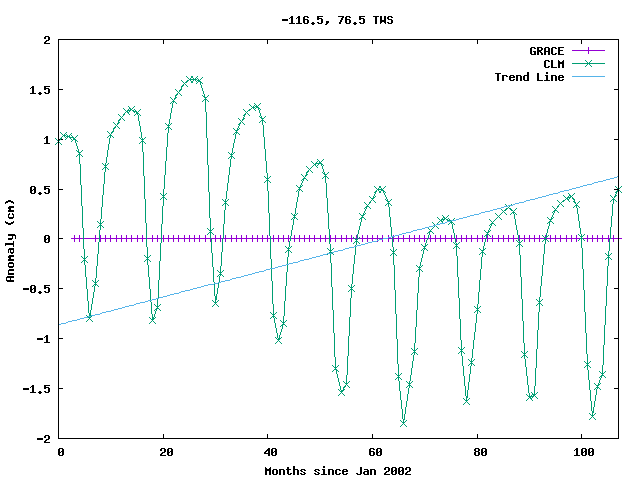 -116.5, 76.5 TWS
GRACE
CLM
Trend Line
2
1.5
1
0.5
0
-0.5
-1
-1.5
-2
Anomaly (cm)
0 20 40 60 80 100
Months since Jan 2002